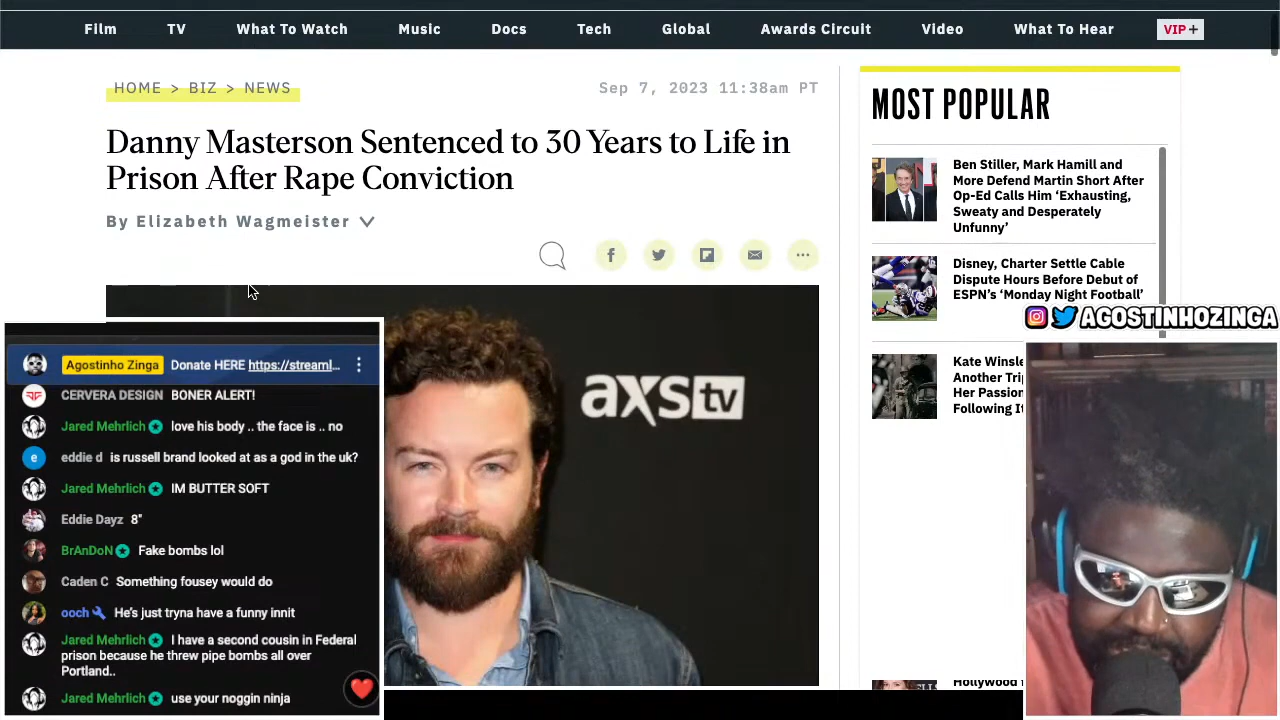 Film TV What To Watch Music Docs Tech Global Awards Circuit Video What To Hear VIP+
HOME > BIZ > NEWS
Sep 7, 2023 11:38am PT
Danny Masterson Sentenced to 30 Years to Life in
Prison After Rape Conviction
By Elizabeth Wagmeister
axs tv
MOST POPULAR
Ben Stiller, Mark Hamill and
More Defend Martin Short After
Op-Ed Calls Him ‘Exhausting,
Sweaty and Desperately
Unfunny’
Disney, Charter Settle Cable
Dispute Hours Before Debut of
ESPN’s ‘Monday Night Football’
Kate
Another
Her Passion
Following
Hollywood
AGOSTINHOZINGA
Agostinho Zinga Donate HERE https://streaml...
CERVERA DESIGN BONER ALERT!
Jared Mehrlich love his body .. the face is .. no
e eddie d is russell brand looked at as a god in the uk?
Jared Mehrlich IM BUTTER SOFT
Eddie Dayz 8"
BrAnDoN Fake bombs lol
Caden C Something fousey would do
ooch He's just tryna have a funny innit
Jared Mehrlich I have a second cousin in Federal
prison because he threw pipe bombs all over
Portland..
Jared Mehrlich use your noggin ninja